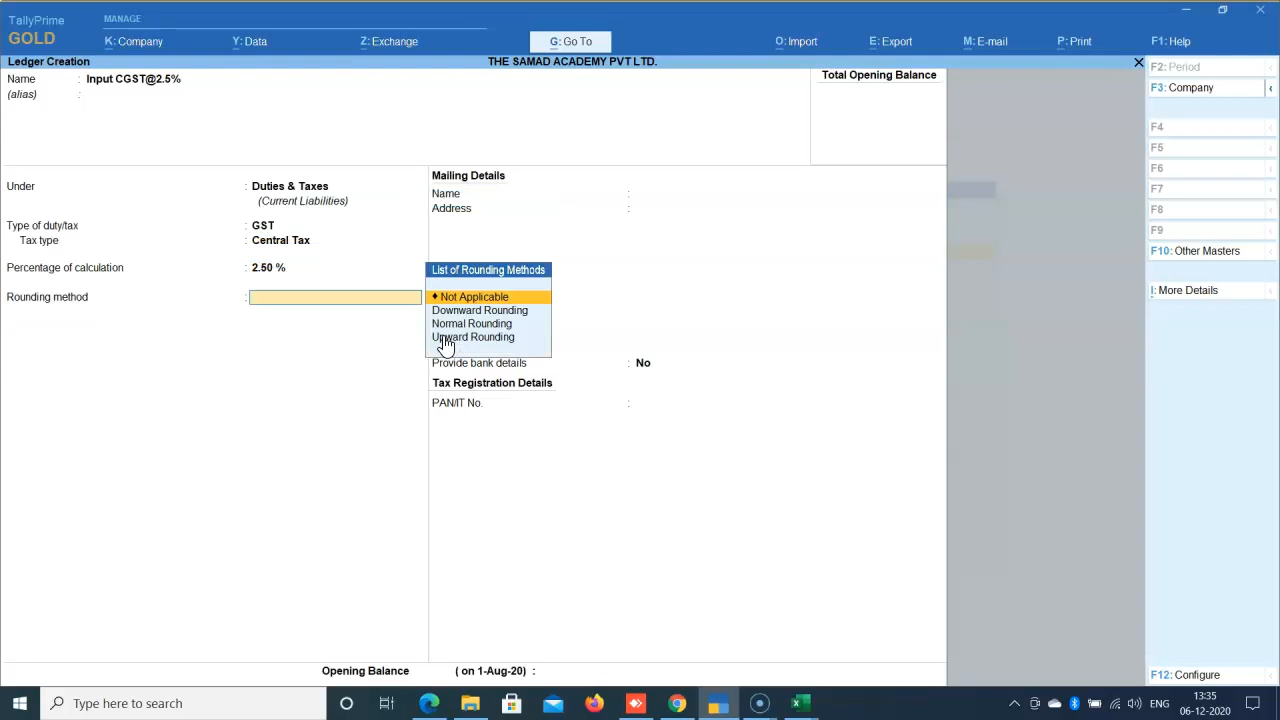 TallyPrime
GOLD
MANAGE
K: Company
Y: Data
Z: Exchange
G: Go To
O: Import
E: Export
M: E-mail
P: Print
F1: Help
Ledger Creation
THE SAMAD ACADEMY PVT LTD.
F2: Period
Name : Input CGST@2.5%
(alias) :
Total Opening Balance
F3: Company
F4
F5
F6
F7
F8
F9
F10: Other Masters
I: More Details
Under : Duties & Taxes
(Current Liabilities)
Type of duty/tax : GST
Tax type : Central Tax
Percentage of calculation : 2.50 %
Rounding method :
Mailing Details
Name :
Address :
List of Rounding Methods
♦ Not Applicable
Downward Rounding
Normal Rounding
Upward Rounding
Provide bank details : No
Tax Registration Details
PAN/IT No. :
Opening Balance ( on 1-Aug-20) :
F12: Configure
Type here to search
ENG
13:35
06-12-2020